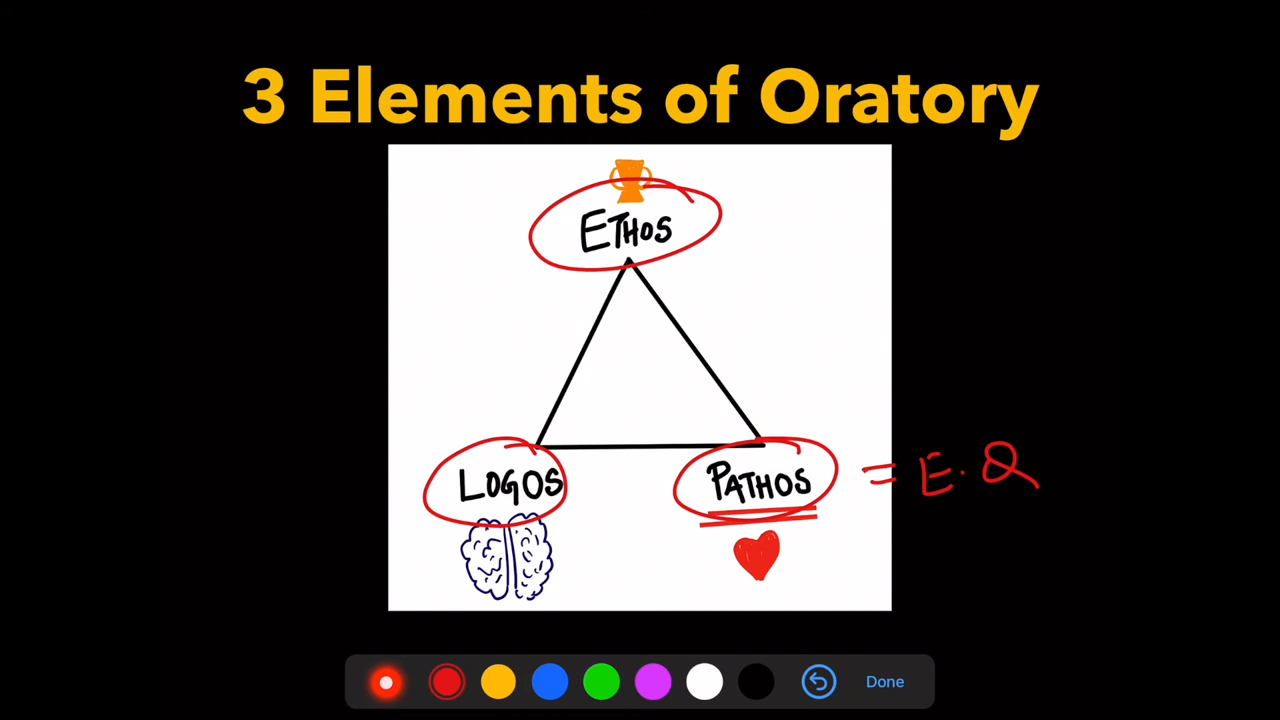 3 Elements of Oratory
ETHOS
LOGOS
PATHOS
= E.Q
Done